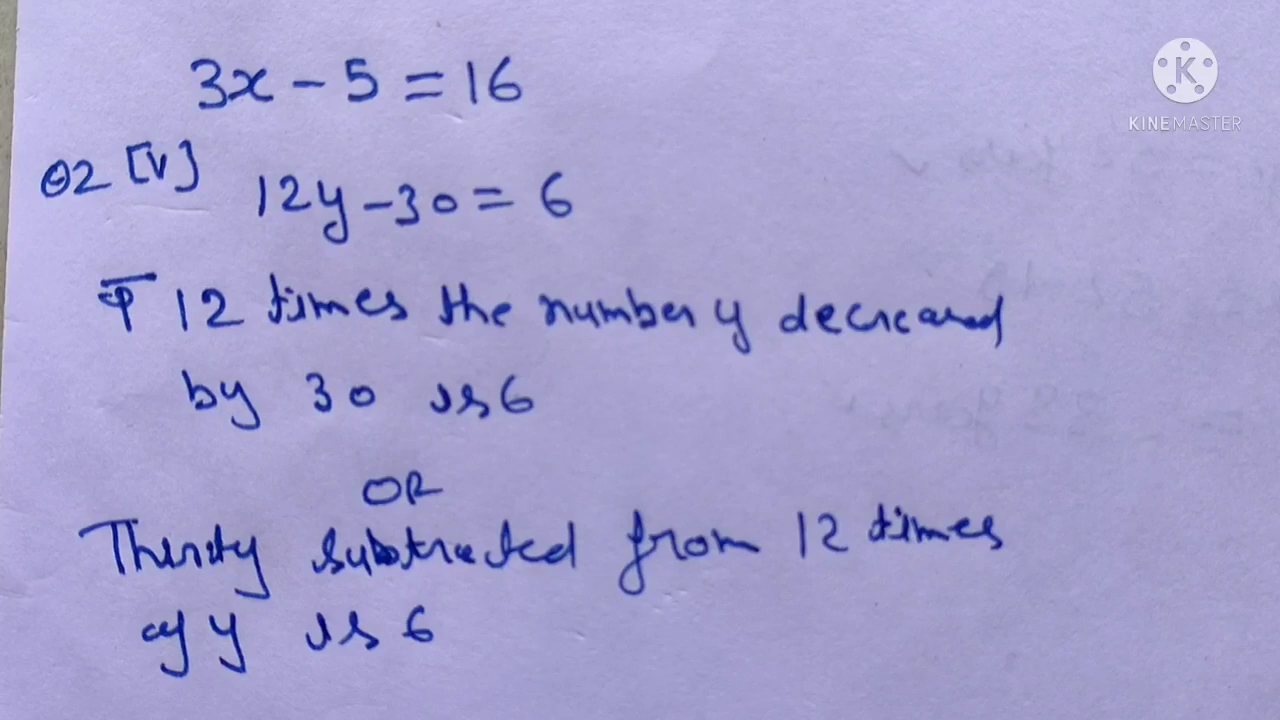 3x - 5 = 16
K
KINEMASTER
Q2 [v] 12y - 30 = 6
12 times the number y decreased
by 30 is 6
OR
Thirty subtracted from 12 times
of y is 6